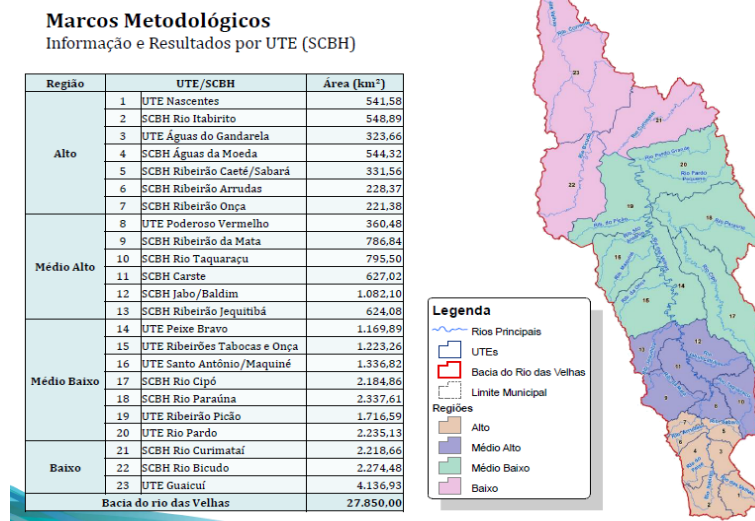 Marcos Metodológicos
Informação e Resultados por UTE (SCBH)
Região UTE/SCBH Área (km²)
Alto
1 UTE Nascentes 541,58
2 SCBH Rio Itabirito 548,89
3 UTE Águas do Gandarela 323,66
4 SCBH Águas da Moeda 544,32
5 SCBH Ribeirão Caeté/Sabará 331,56
6 SCBH Ribeirão Arrudas 228,37
7 SCBH Ribeirão Onça 221,38
Médio Alto
8 UTE Poderoso Vermelho 360,48
9 SCBH Ribeirão da Mata 786,84
10 SCBH Rio Taquaraçu 795,50
11 SCBH Carste 627,02
12 SCBH Jabo/Baldim 1.082,10
13 SCBH Ribeirão Jequitibá 624,08
Médio Baixo
14 UTE Peixe Bravo 1.169,89
15 UTE Ribeirões Tabocas e Onça 1.223,26
16 UTE Santo Antônio/Maquiné 1.336,82
17 SCBH Rio Cipó 2.184,86
18 SCBH Rio Paraúna 2.337,61
19 UTE Ribeirão Picão 1.716,59
20 UTE Rio Pardo 2.235,13
Baixo
21 SCBH Rio Curimataí 2.218,66
22 SCBH Rio Bicudo 2.274,48
23 UTE Guaicuí 4.136,93
Bacia do rio das Velhas 27.850,00
Legenda
Rios Principais
UTEs
Bacia do Rio das Velhas
Limite Municipal
Regiões
Alto
Médio Alto
Médio Baixo
Baixo
23
21
22
Rio Pardo Grande
20
Rio Pardo
19
18
14
17
12
11
9
7
5
4
3
2